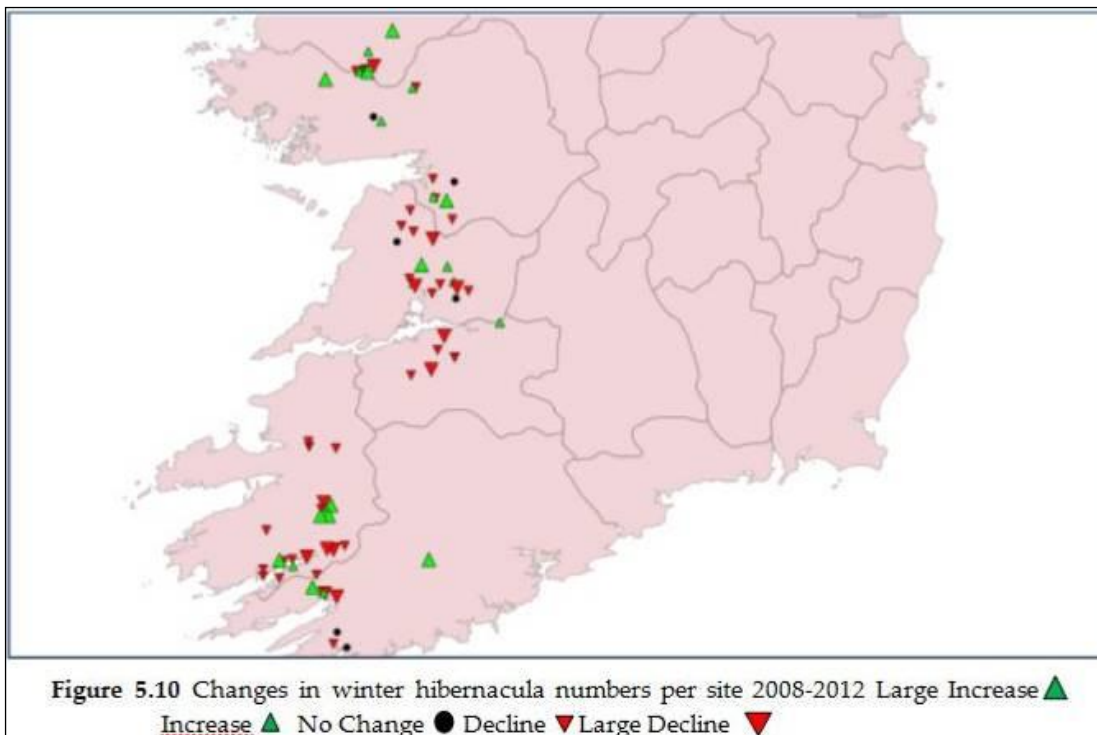 Figure 5.10 Changes in winter hibernacula numbers per site 2008-2012 Large Increase
Increase No Change Decline Large Decline